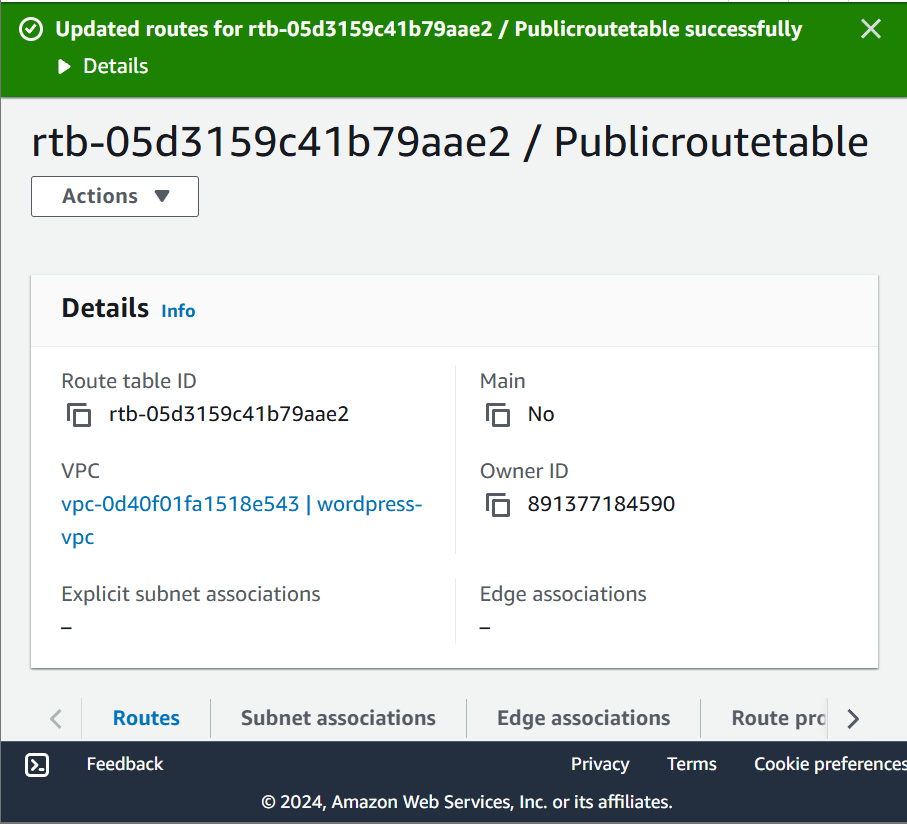 Updated routes for rtb-05d3159c41b79aae2 / Publicroutetable successfully
Details
rtb-05d3159c41b79aae2 / Publicroutetable
Actions
Details Info
Route table ID
rtb-05d3159c41b79aae2
Main
No
VPC
vpc-0d40f01fa1518e543 | wordpress-
vpc
Owner ID
891377184590
Explicit subnet associations
–
Edge associations
–
Routes Subnet associations Edge associations Route pro
Feedback Privacy Terms Cookie preferences
© 2024, Amazon Web Services, Inc. or its affiliates.